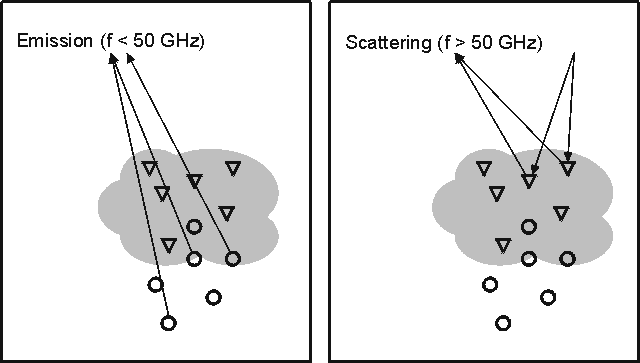 Emission (f < 50 GHz)
Scattering (f > 50 GHz)